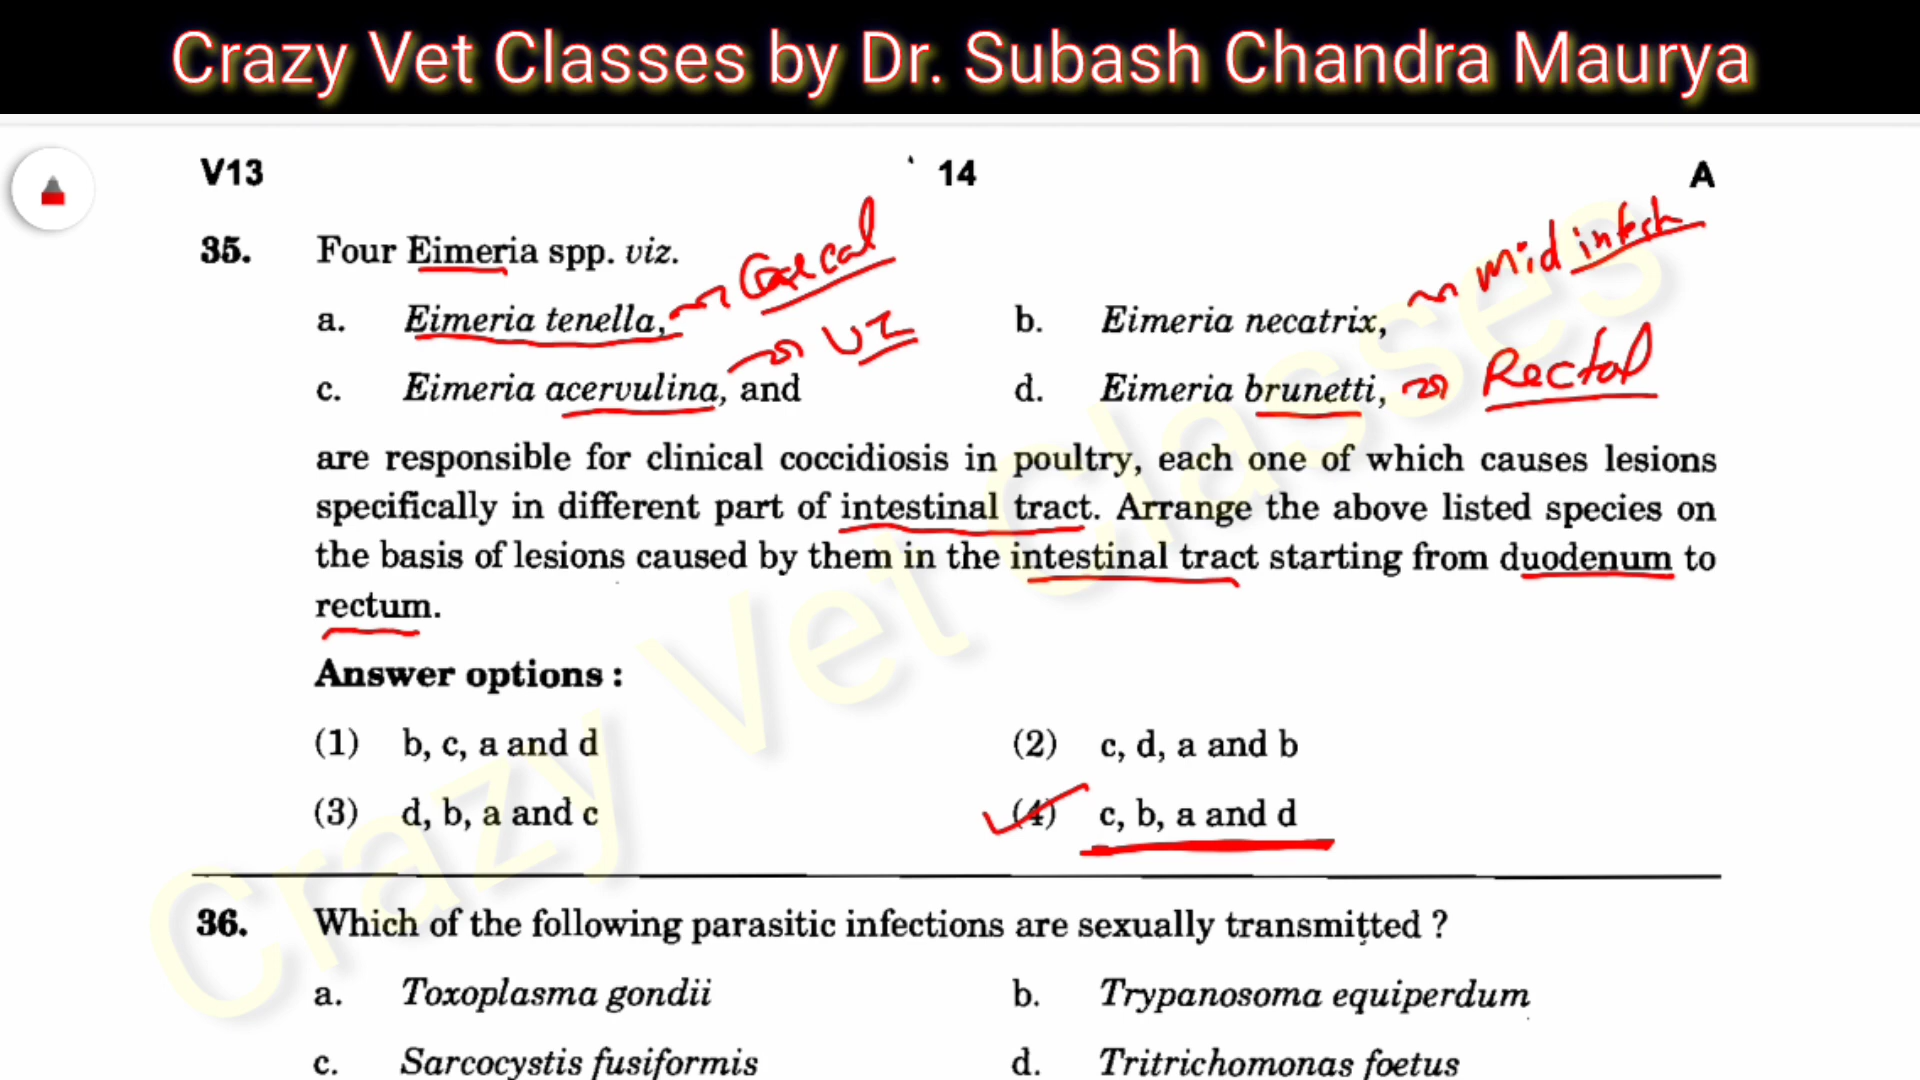 Crazy Vet Classes by Dr. Subash Chandra Maurya
V13 14 A
35. Four Eimeria spp. viz.
a. Eimeria tenella, b. Eimeria necatrix,
Mid
UI
c. Eimeria acervulina, and d. Eimeria brunetti, Rectal
are responsible for clinical coccidiosis in poultry, each one of which causes lesions
specifically in different part of intestinal tract. Arrange the above listed species on
the basis of lesions caused by them in the intestinal tract starting from duodenum to
rectum.
Answer options :
(1) b, c, a and d (2) c, d, a and b
(3) d, b, a and c (4) c, b, a and d
36. Which of the following parasitic infections are sexually transmitted ?
a. Toxoplasma gondii b. Trypanosoma equiperdum
c. Sarcocystis fusiformis d. Tritrichomonas foetus
Crazy Vet Classes